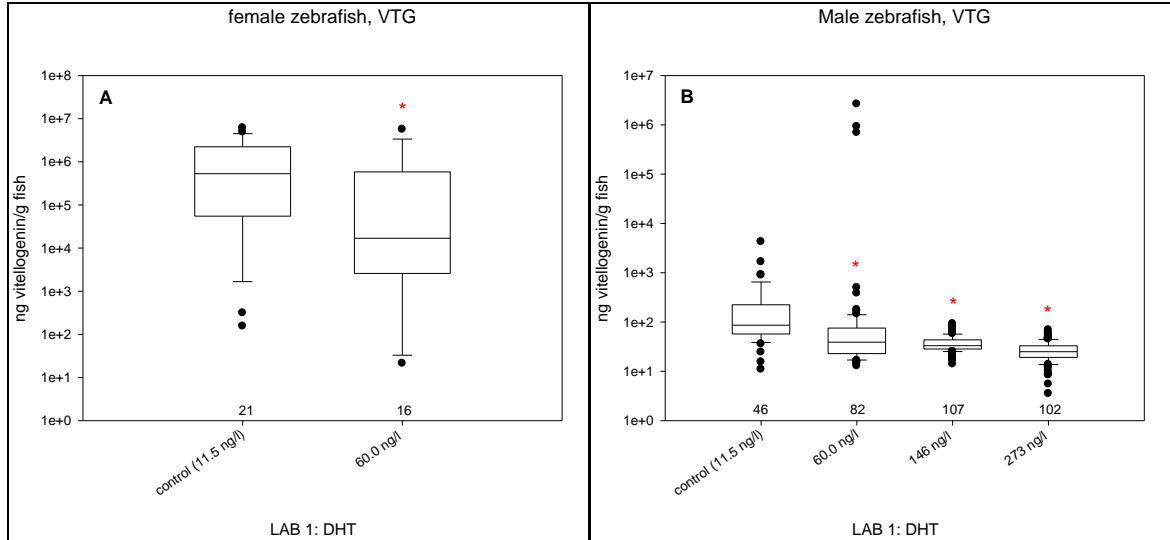 female zebrafish, VTG
A
*
ng vitellogenin/g fish
1e+8
1e+7
1e+6
1e+5
1e+4
1e+3
1e+2
1e+1
1e+0
21
16
control (11.5 ng/l)
60.0 ng/l
LAB 1: DHT
Male zebrafish, VTG
B
*
*
*
ng vitellogenin/g fish
1e+7
1e+6
1e+5
1e+4
1e+3
1e+2
1e+1
1e+0
46
82
107
102
control (11.5 ng/l)
60.0 ng/l
146 ng/l
273 ng/l
LAB 1: DHT